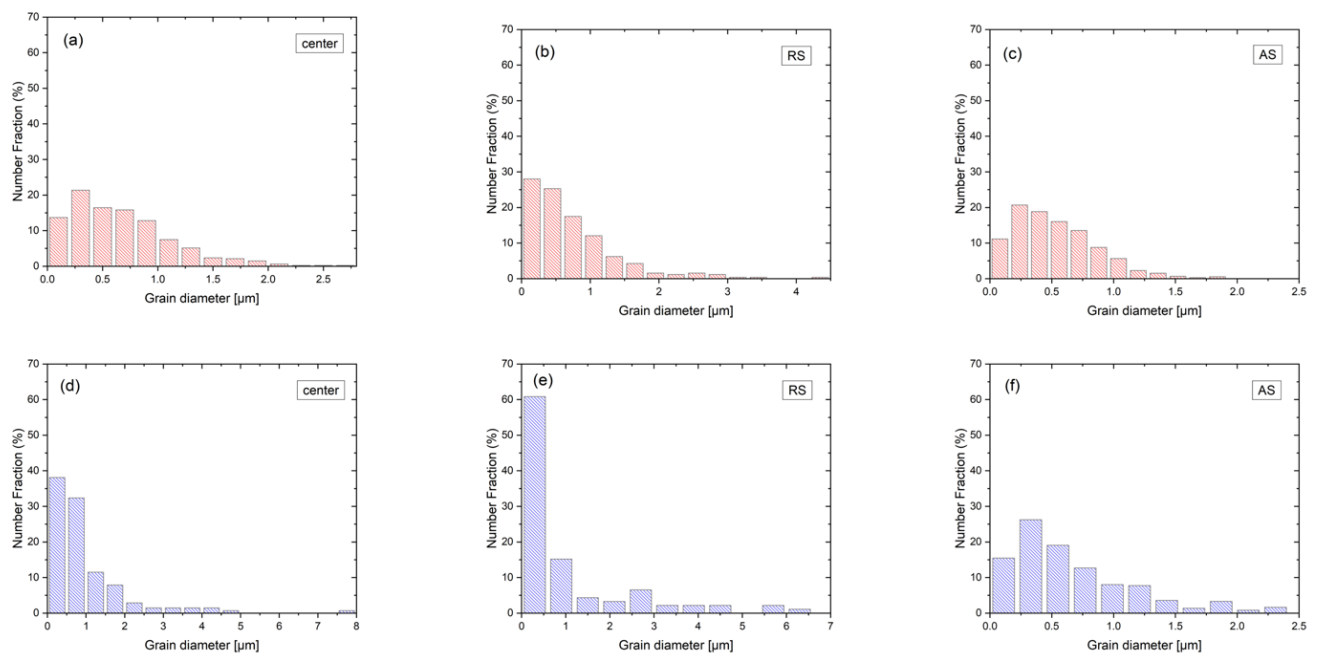 (a)
center
Number Fraction (%)
70
60
50
40
30
20
10
0
0.0 0.5 1.0 1.5 2.0 2.5
Grain diameter [µm]
(b)
RS
Number Fraction (%)
70
60
50
40
30
20
10
0
0 1 2 3 4
Grain diameter [µm]
(c)
AS
Number Fraction (%)
70
60
50
40
30
20
10
0
0.0 0.5 1.0 1.5 2.0 2.5
Grain diameter [µm]
(d)
center
Number Fraction (%)
70
60
50
40
30
20
10
0
0 1 2 3 4 5 6 7 8
Grain diameter [µm]
(e)
RS
Number Fraction (%)
70
60
50
40
30
20
10
0
0 1 2 3 4 5 6 7
Grain diameter [µm]
(f)
AS
Number Fraction (%)
70
60
50
40
30
20
10
0
0.0 0.5 1.0 1.5 2.0 2.5
Grain diameter [µm]